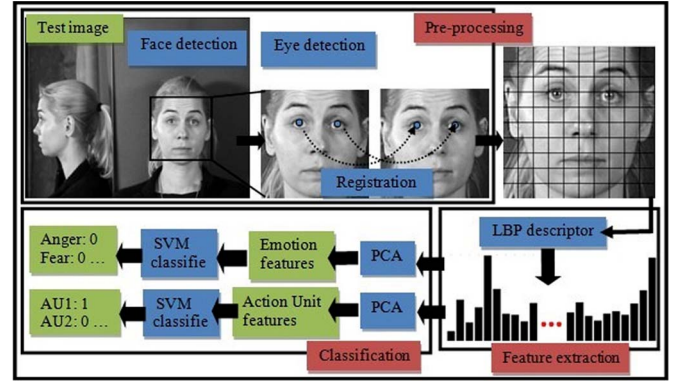 Test image
Face detection
Eye detection
Pre-processing
Registration
LBP descriptor
Anger: 0
Fear: 0 ...
SVM
classifie
Emotion
features
PCA
AU1: 1
AU2: 0 ...
SVM
classifie
Action Unit
features
PCA
Classification
Feature extraction